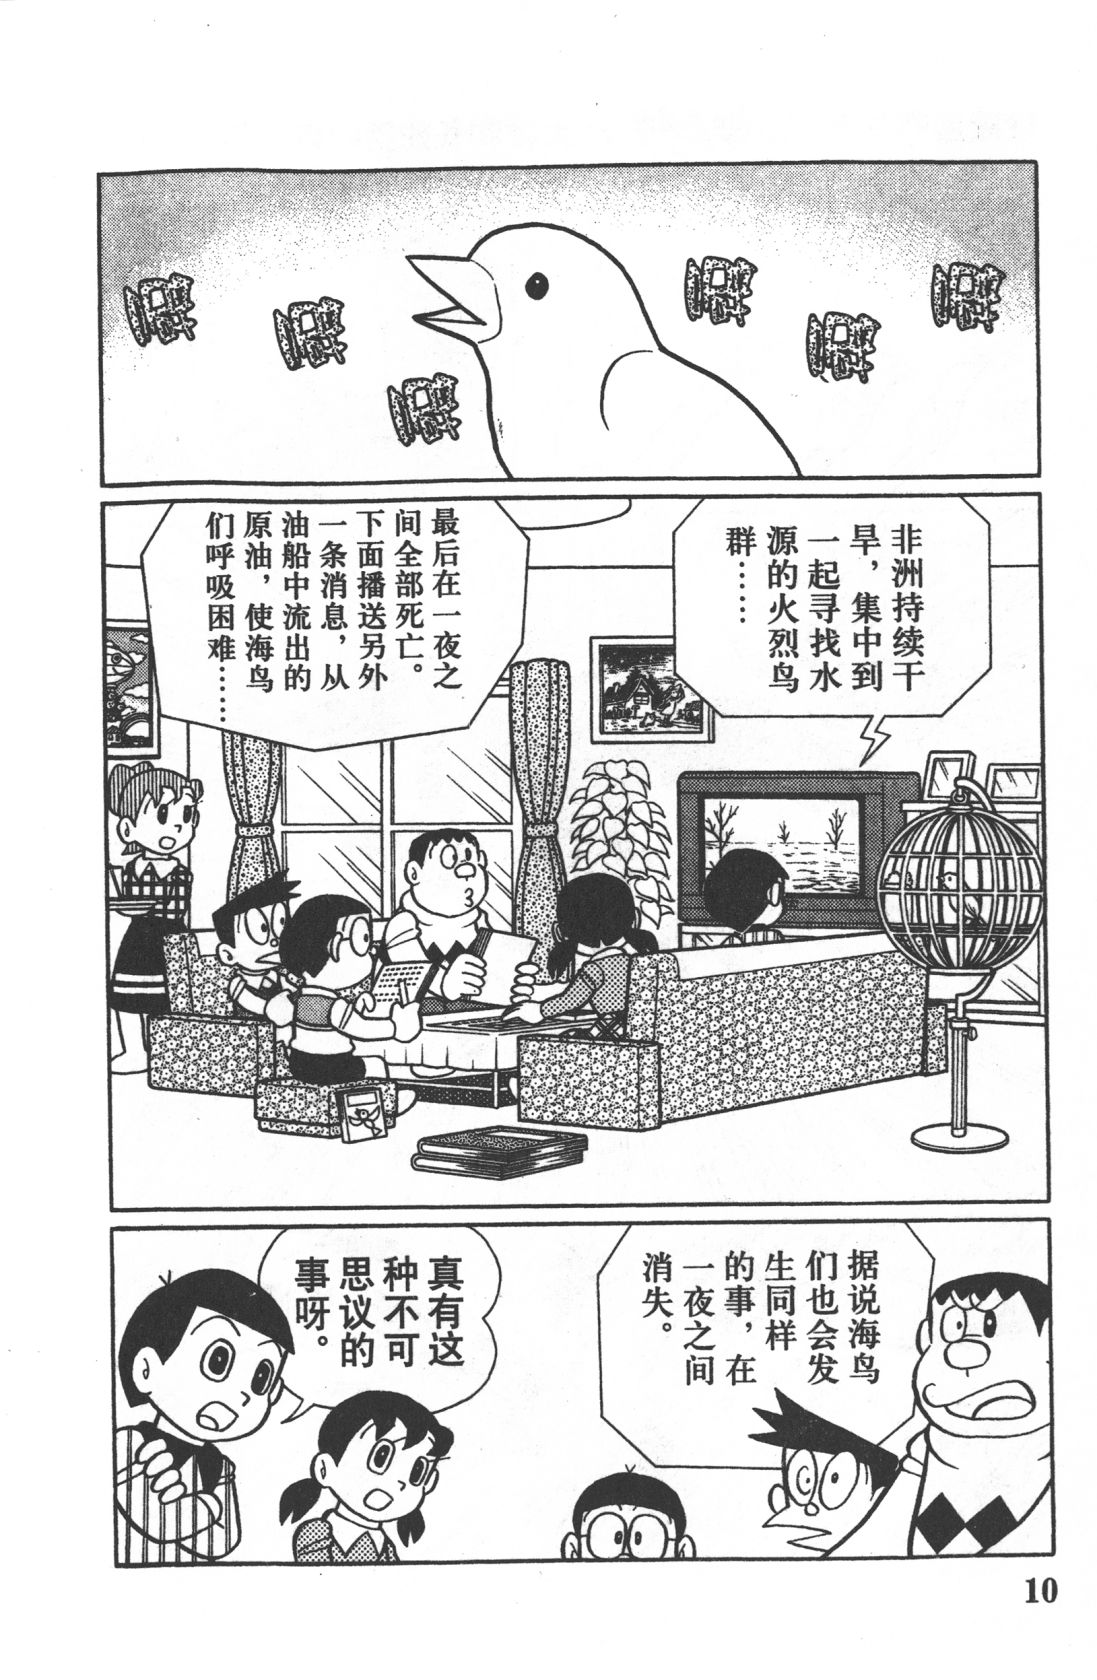 非洲持续干
旱，集中到
一起寻找水
源的火烈鸟
群……
最后在一夜之
间全部死亡。
下面播送另外
一条消息，从
油船中流出的
原油，使海鸟
们呼吸困难……
据说海鸟
们也会发
生同样
的事，在
一夜之间
消失。
真有这
种不可
思议的
事呀。
10